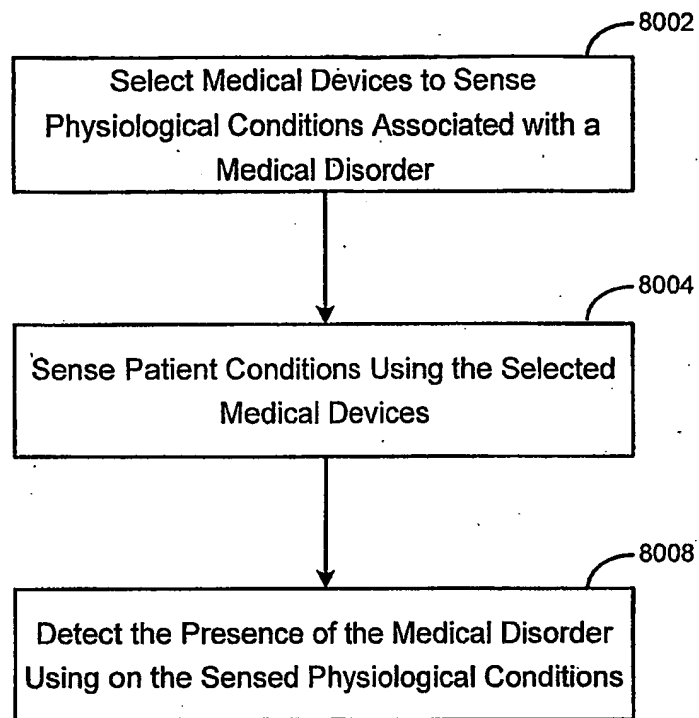 8002
Select Medical Devices to Sense
Physiological Conditions Associated with a
Medical Disorder
8004
Sense Patient Conditions Using the Selected
Medical Devices
8008
Detect the Presence of the Medical Disorder
Using on the Sensed Physiological Conditions